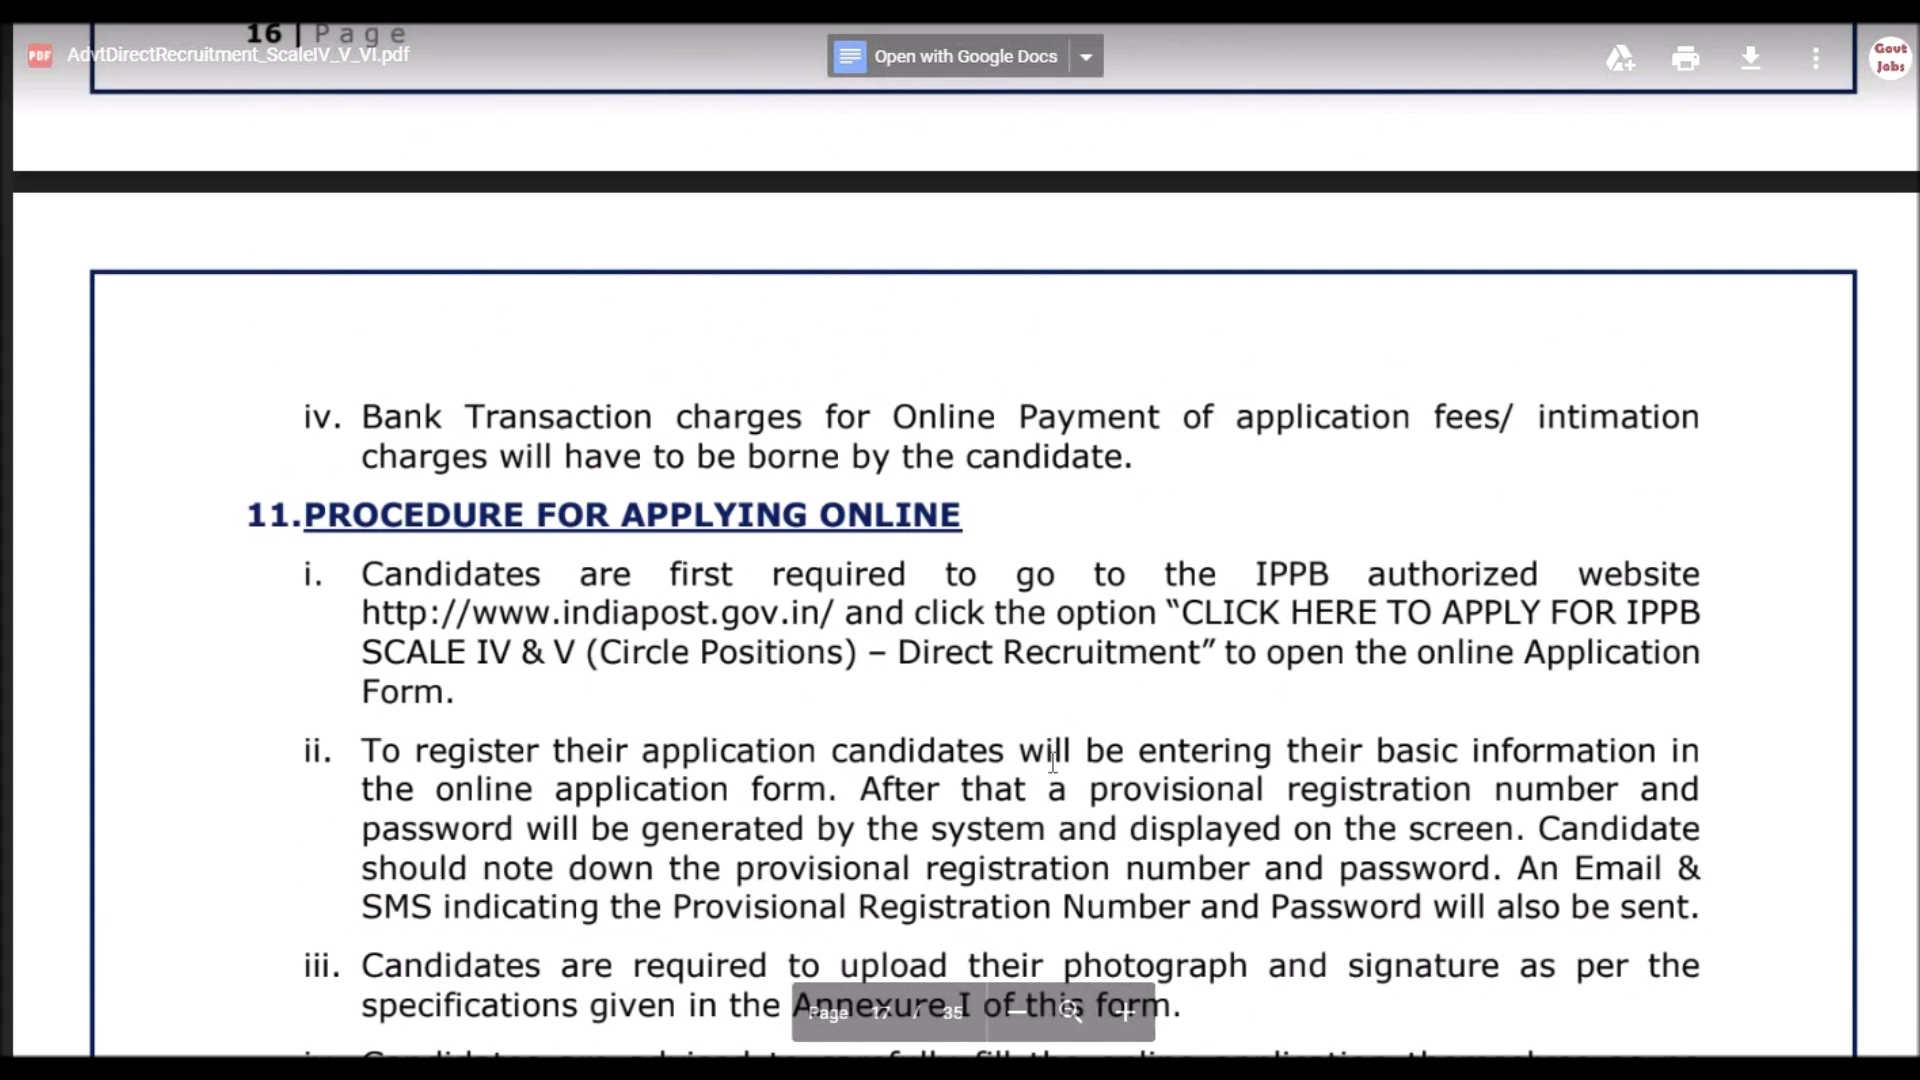 16 | Page
PDF AdvtDirectRecruitment_ScaleIV_V_VI.pdf
Open with Google Docs
Govt
Jobs
iv. Bank Transaction charges for Online Payment of application fees/ intimation
charges will have to be borne by the candidate.
11.PROCEDURE FOR APPLYING ONLINE
i. Candidates are first required to go to the IPPB authorized website
http://www.indiapost.gov.in/ and click the option “CLICK HERE TO APPLY FOR IPPB
SCALE IV & V (Circle Positions) – Direct Recruitment” to open the online Application
Form.
ii. To register their application candidates will be entering their basic information in
the online application form. After that a provisional registration number and
password will be generated by the system and displayed on the screen. Candidate
should note down the provisional registration number and password. An Email &
SMS indicating the Provisional Registration Number and Password will also be sent.
iii. Candidates are required to upload their photograph and signature as per the
specifications given in the Annexure I of this form.
Page 17 / 35